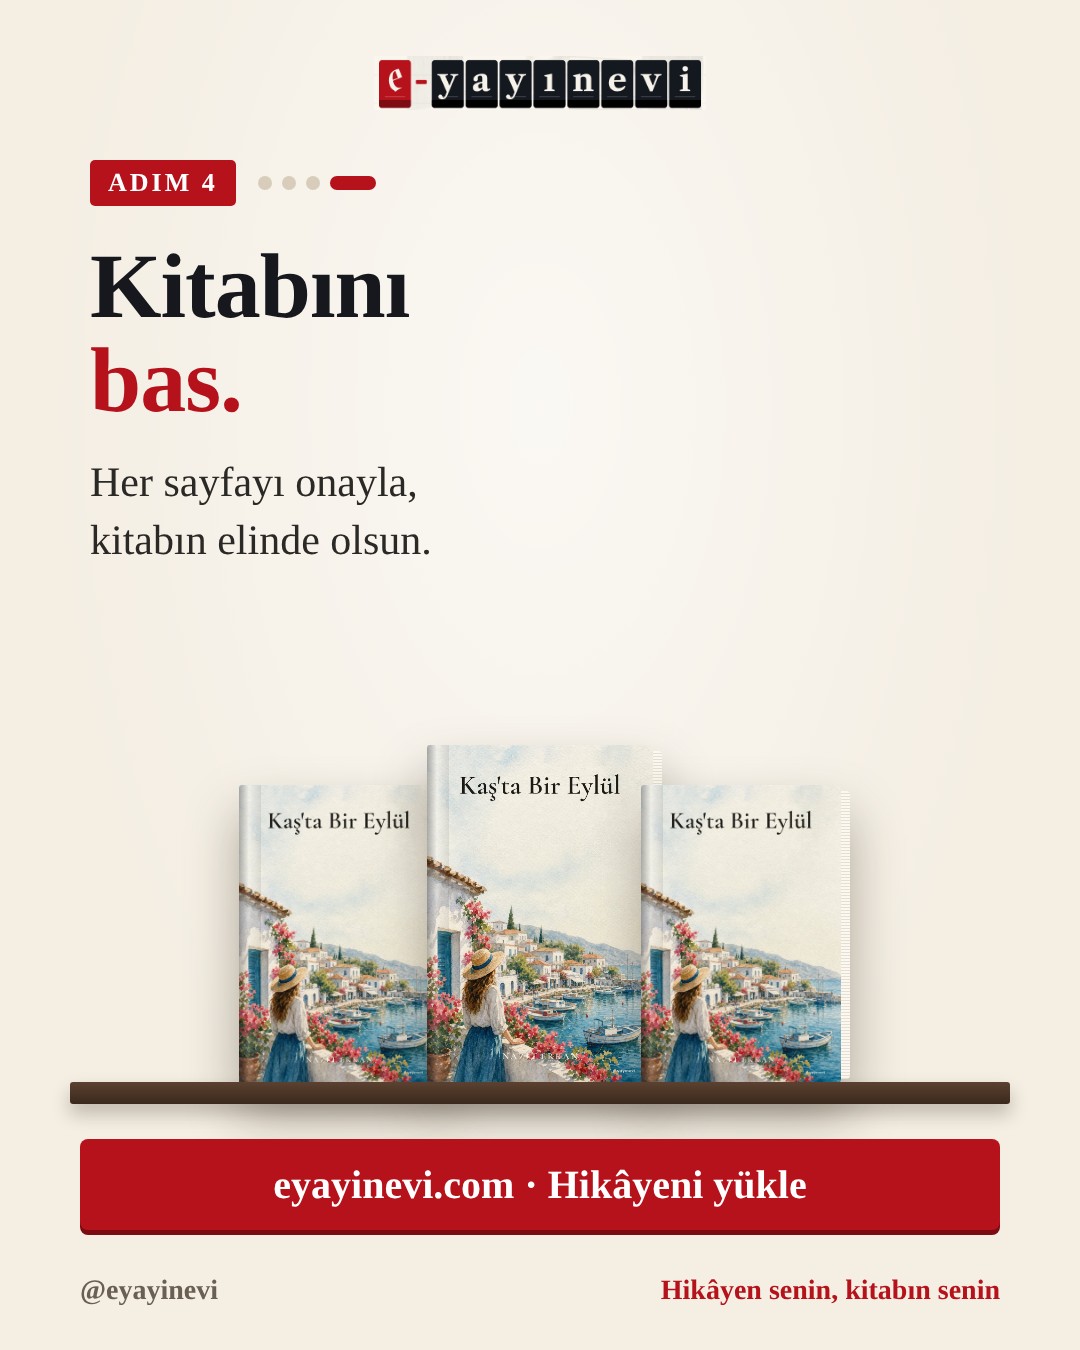 e-yayınevi
ADIM 4
Kitabını
bas.
Her sayfayı onayla,
kitabın elinde olsun.
Kaş'ta Bir Eylül
Kaş'ta Bir Eylül
Kaş'ta Bir Eylül
eyayinevi.com · Hikâyeni yükle
@eyayinevi
Hikâyen senin, kitabın senin